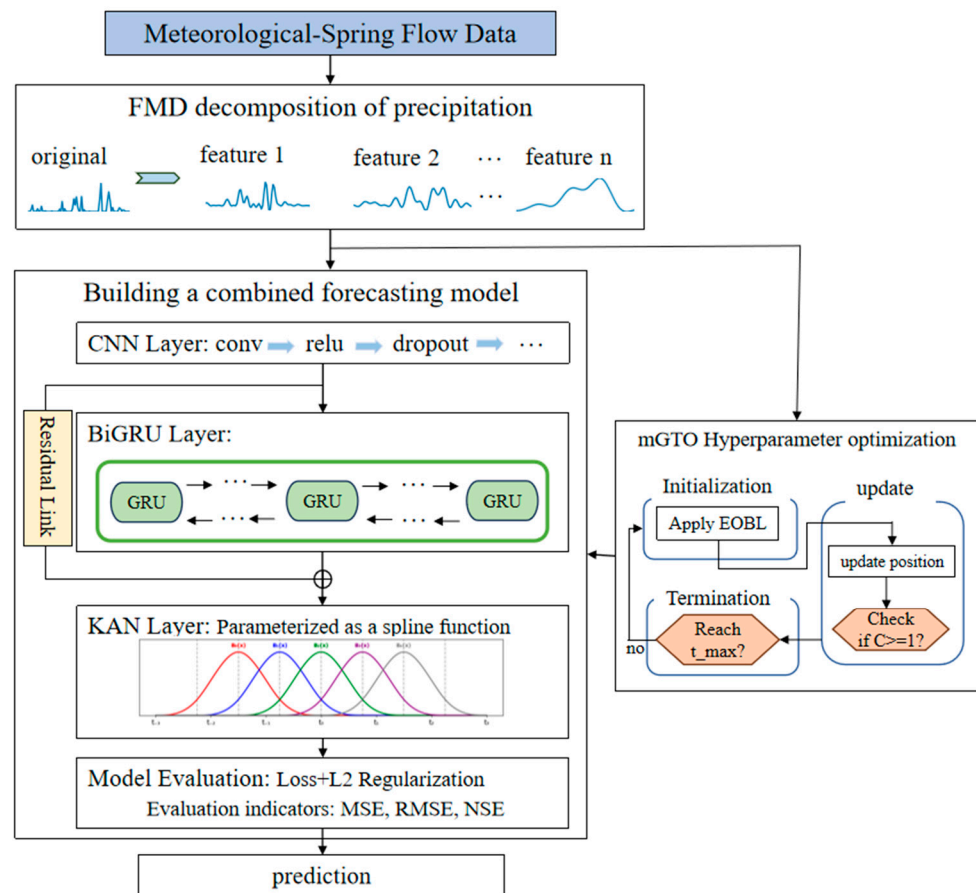 Meteorological-Spring Flow Data
FMD decomposition of precipitation
original
feature 1
feature 2
...
feature n
...
Building a combined forecasting model
CNN Layer: conv
relu
dropout
...
Residual Link
BiGRU Layer:
GRU
...
GRU
...
GRU
...
...
KAN Layer: Parameterized as a spline function
Model Evaluation: Loss+L2 Regularization
Evaluation indicators: MSE, RMSE, NSE
prediction
mGTO Hyperparameter optimization
Initialization
Apply EOBL
update
update position
Check
if C>=1?
Termination
Reach
t_max?
no